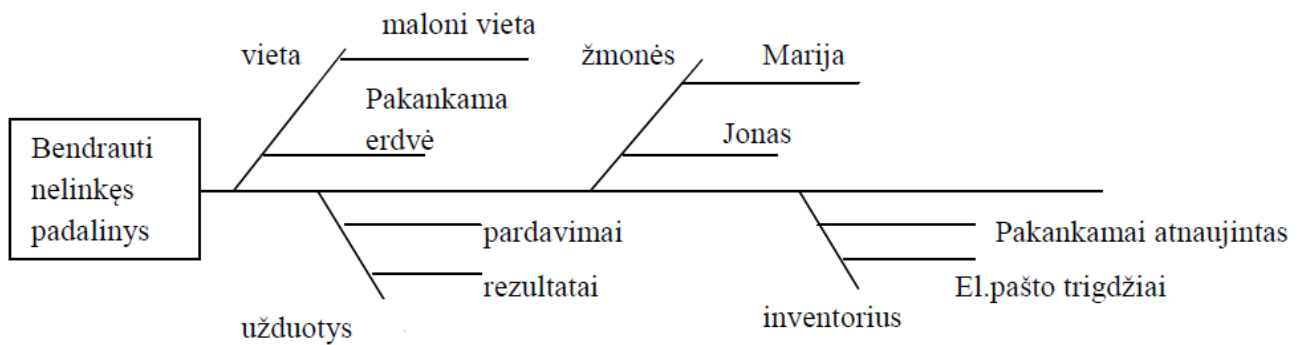 maloni vieta
vieta
žmonės
Marija
Pakankama
erdvė
Jonas
Bendrauti
nelinkęs
padalinys
pardavimai
Pakankamai atnaujintas
rezultatai
El.pašto trigdžiai
užduotys
inventorius